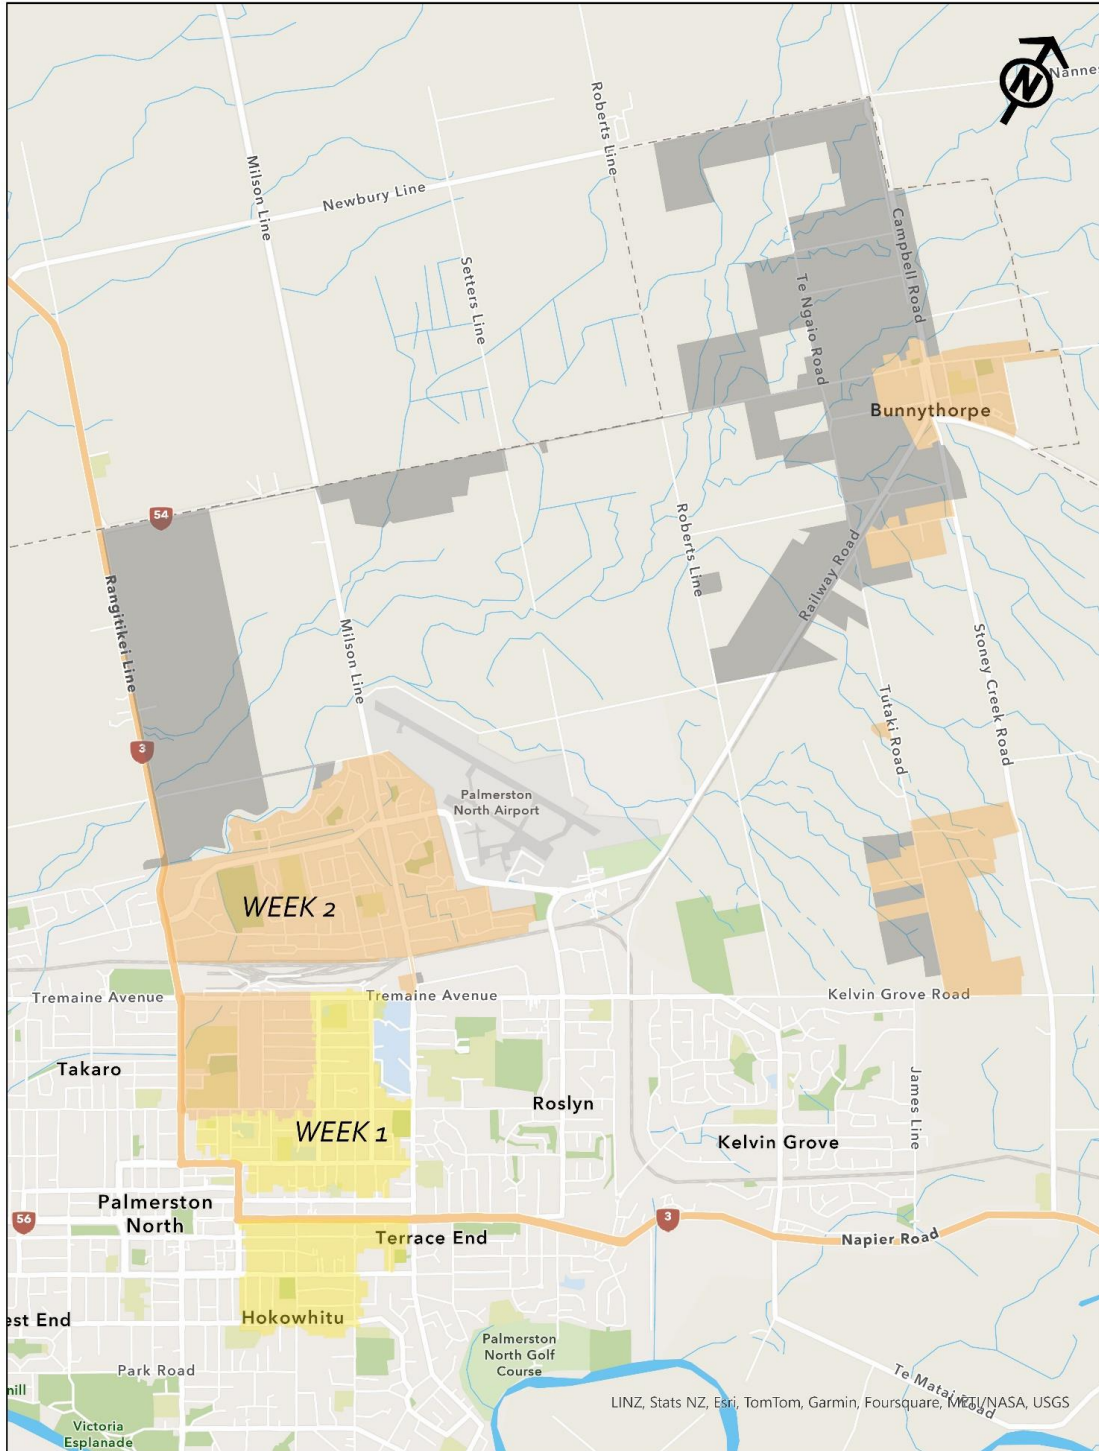 N
Nannes
Roberts Line
Milson Line
Newbury Line
Campbell Road
Setters Line
Te Ngaio Road
Bunnythorpe
54
Roberts Line
Railway Road
Rangitikei Line
Milson Line
Stoney Creek Road
Tutaki Road
3
Palmerston
North Airport
WEEK 2
Tremaine Avenue
Tremaine Avenue
Kelvin Grove Road
Takaro
James Line
Roslyn
WEEK 1
Kelvin Grove
Palmerston
North
56
3
Terrace End
Napier Road
est End
Hokowhitu
Palmerston
North Golf
Course
Park Road
Te Matai Road
nill
LINZ, Stats NZ, Esri, TomTom, Garmin, Foursquare, METI/NASA, USGS
Victoria
Esplanade